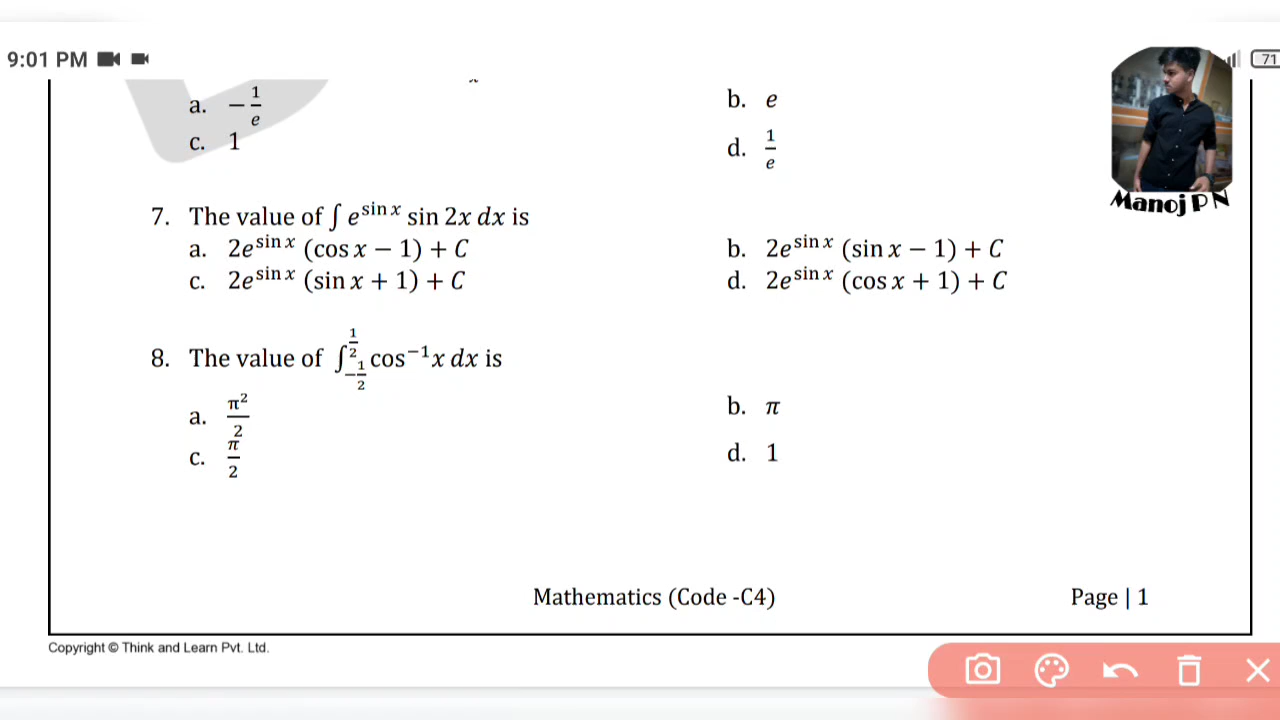 9:01 PM
71
a. −1/e
b. e
c. 1
d. 1/e
7. The value of ∫ e^(sin x) sin 2x dx is
a. 2e^(sin x) (cos x − 1) + C
b. 2e^(sin x) (sin x − 1) + C
c. 2e^(sin x) (sin x + 1) + C
d. 2e^(sin x) (cos x + 1) + C
8. The value of ∫_(−1/2)^(1/2) cos⁻¹x dx is
a. π²/2
b. π
c. π/2
d. 1
Manoj PN
Mathematics (Code -C4)
Page | 1
Copyright © Think and Learn Pvt. Ltd.